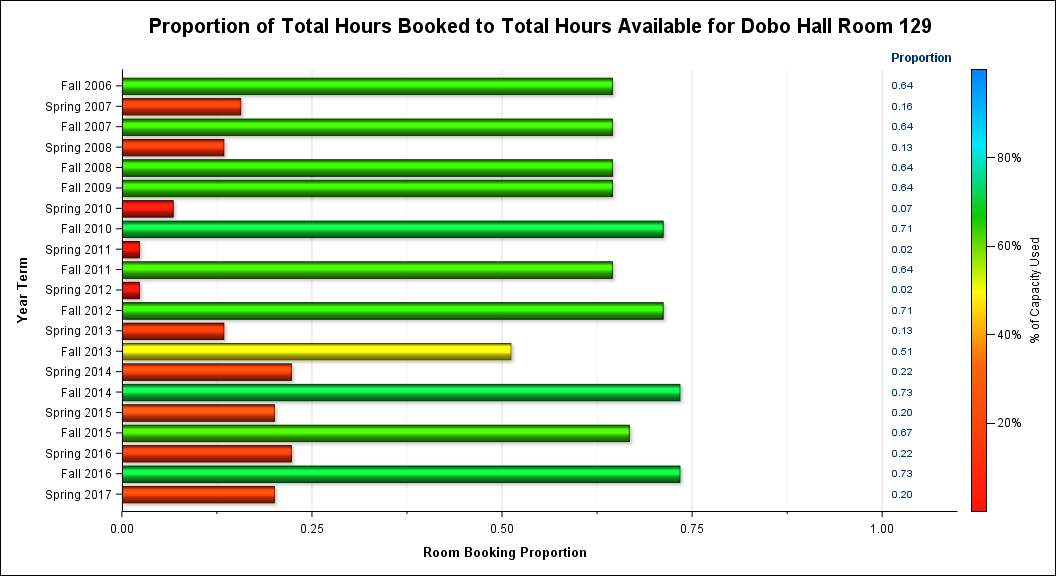 Proportion of Total Hours Booked to Total Hours Available for Dobo Hall Room 129
Proportion
Fall 2006 0.64
Spring 2007 0.16
Fall 2007 0.64
Spring 2008 0.13
Fall 2008 0.64
Fall 2009 0.64
Spring 2010 0.07
Fall 2010 0.71
Spring 2011 0.02
Fall 2011 0.64
Spring 2012 0.02
Fall 2012 0.71
Spring 2013 0.13
Fall 2013 0.51
Spring 2014 0.22
Fall 2014 0.73
Spring 2015 0.20
Fall 2015 0.67
Spring 2016 0.22
Fall 2016 0.73
Spring 2017 0.20
Year Term
80%
60%
40%
20%
% of Capacity Used
0.00 0.25 0.50 0.75 1.00
Room Booking Proportion